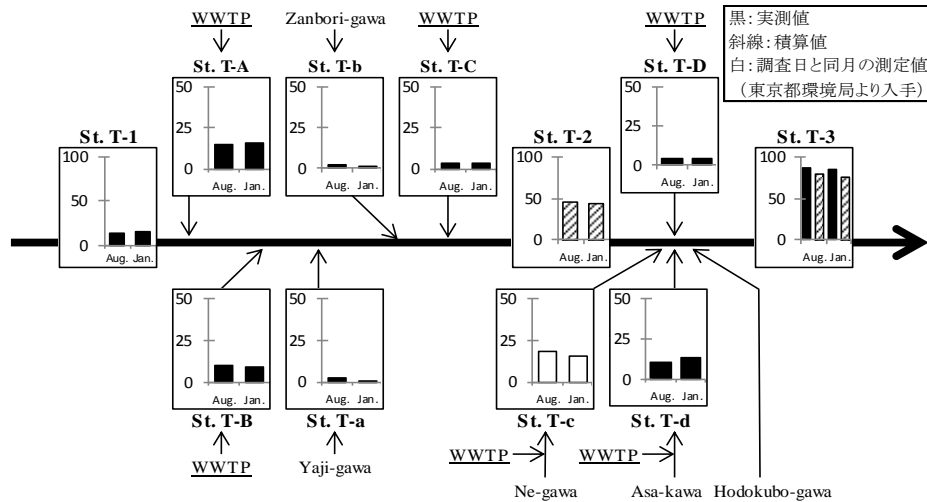 WWTP
Zanbori-gawa
WWTP
WWTP
黒:実測値
斜線:積算値
白:調査日と同月の測定値
(東京都環境局より入手)
St. T-A
St. T-b
St. T-C
St. T-D
50
25
0
Aug. Jan.
50
25
0
Aug. Jan.
50
25
0
Aug. Jan.
50
25
0
Aug. Jan.
St. T-1
100
50
0
Aug. Jan.
St. T-2
100
50
0
Aug. Jan.
St. T-3
100
50
0
Aug. Jan.
50
25
0
Aug. Jan.
50
25
0
Aug. Jan.
50
25
0
Aug. Jan.
50
25
0
Aug. Jan.
St. T-B
St. T-a
St. T-c
St. T-d
WWTP
Yaji-gawa
WWTP
WWTP
Ne-gawa
Asa-kawa
Hodokubo-gawa